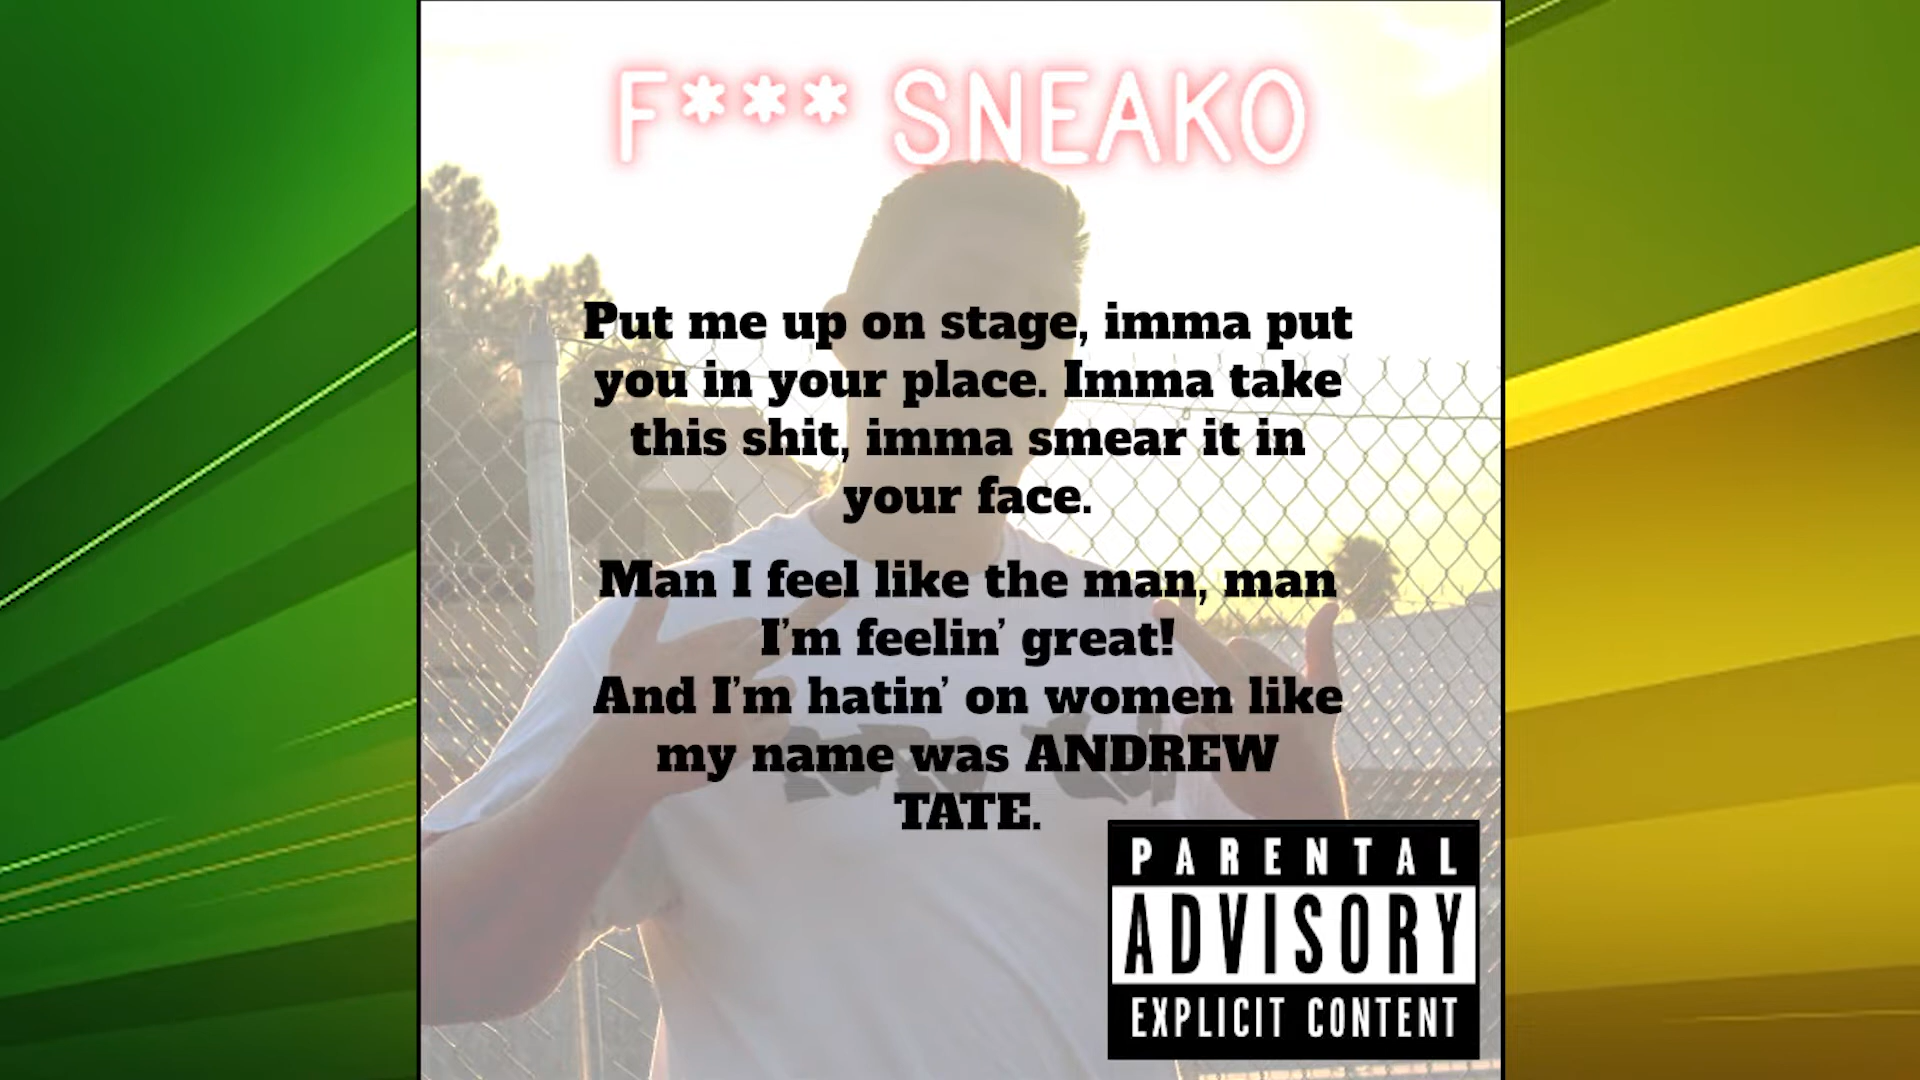 F*** SNEAKO
Put me up on stage, imma put
you in your place. Imma take
this shit, imma smear it in
your face.
Man I feel like the man, man
I'm feelin' great!
And I'm hatin' on women like
my name was ANDREW
TATE.
PARENTAL
ADVISORY
EXPLICIT CONTENT